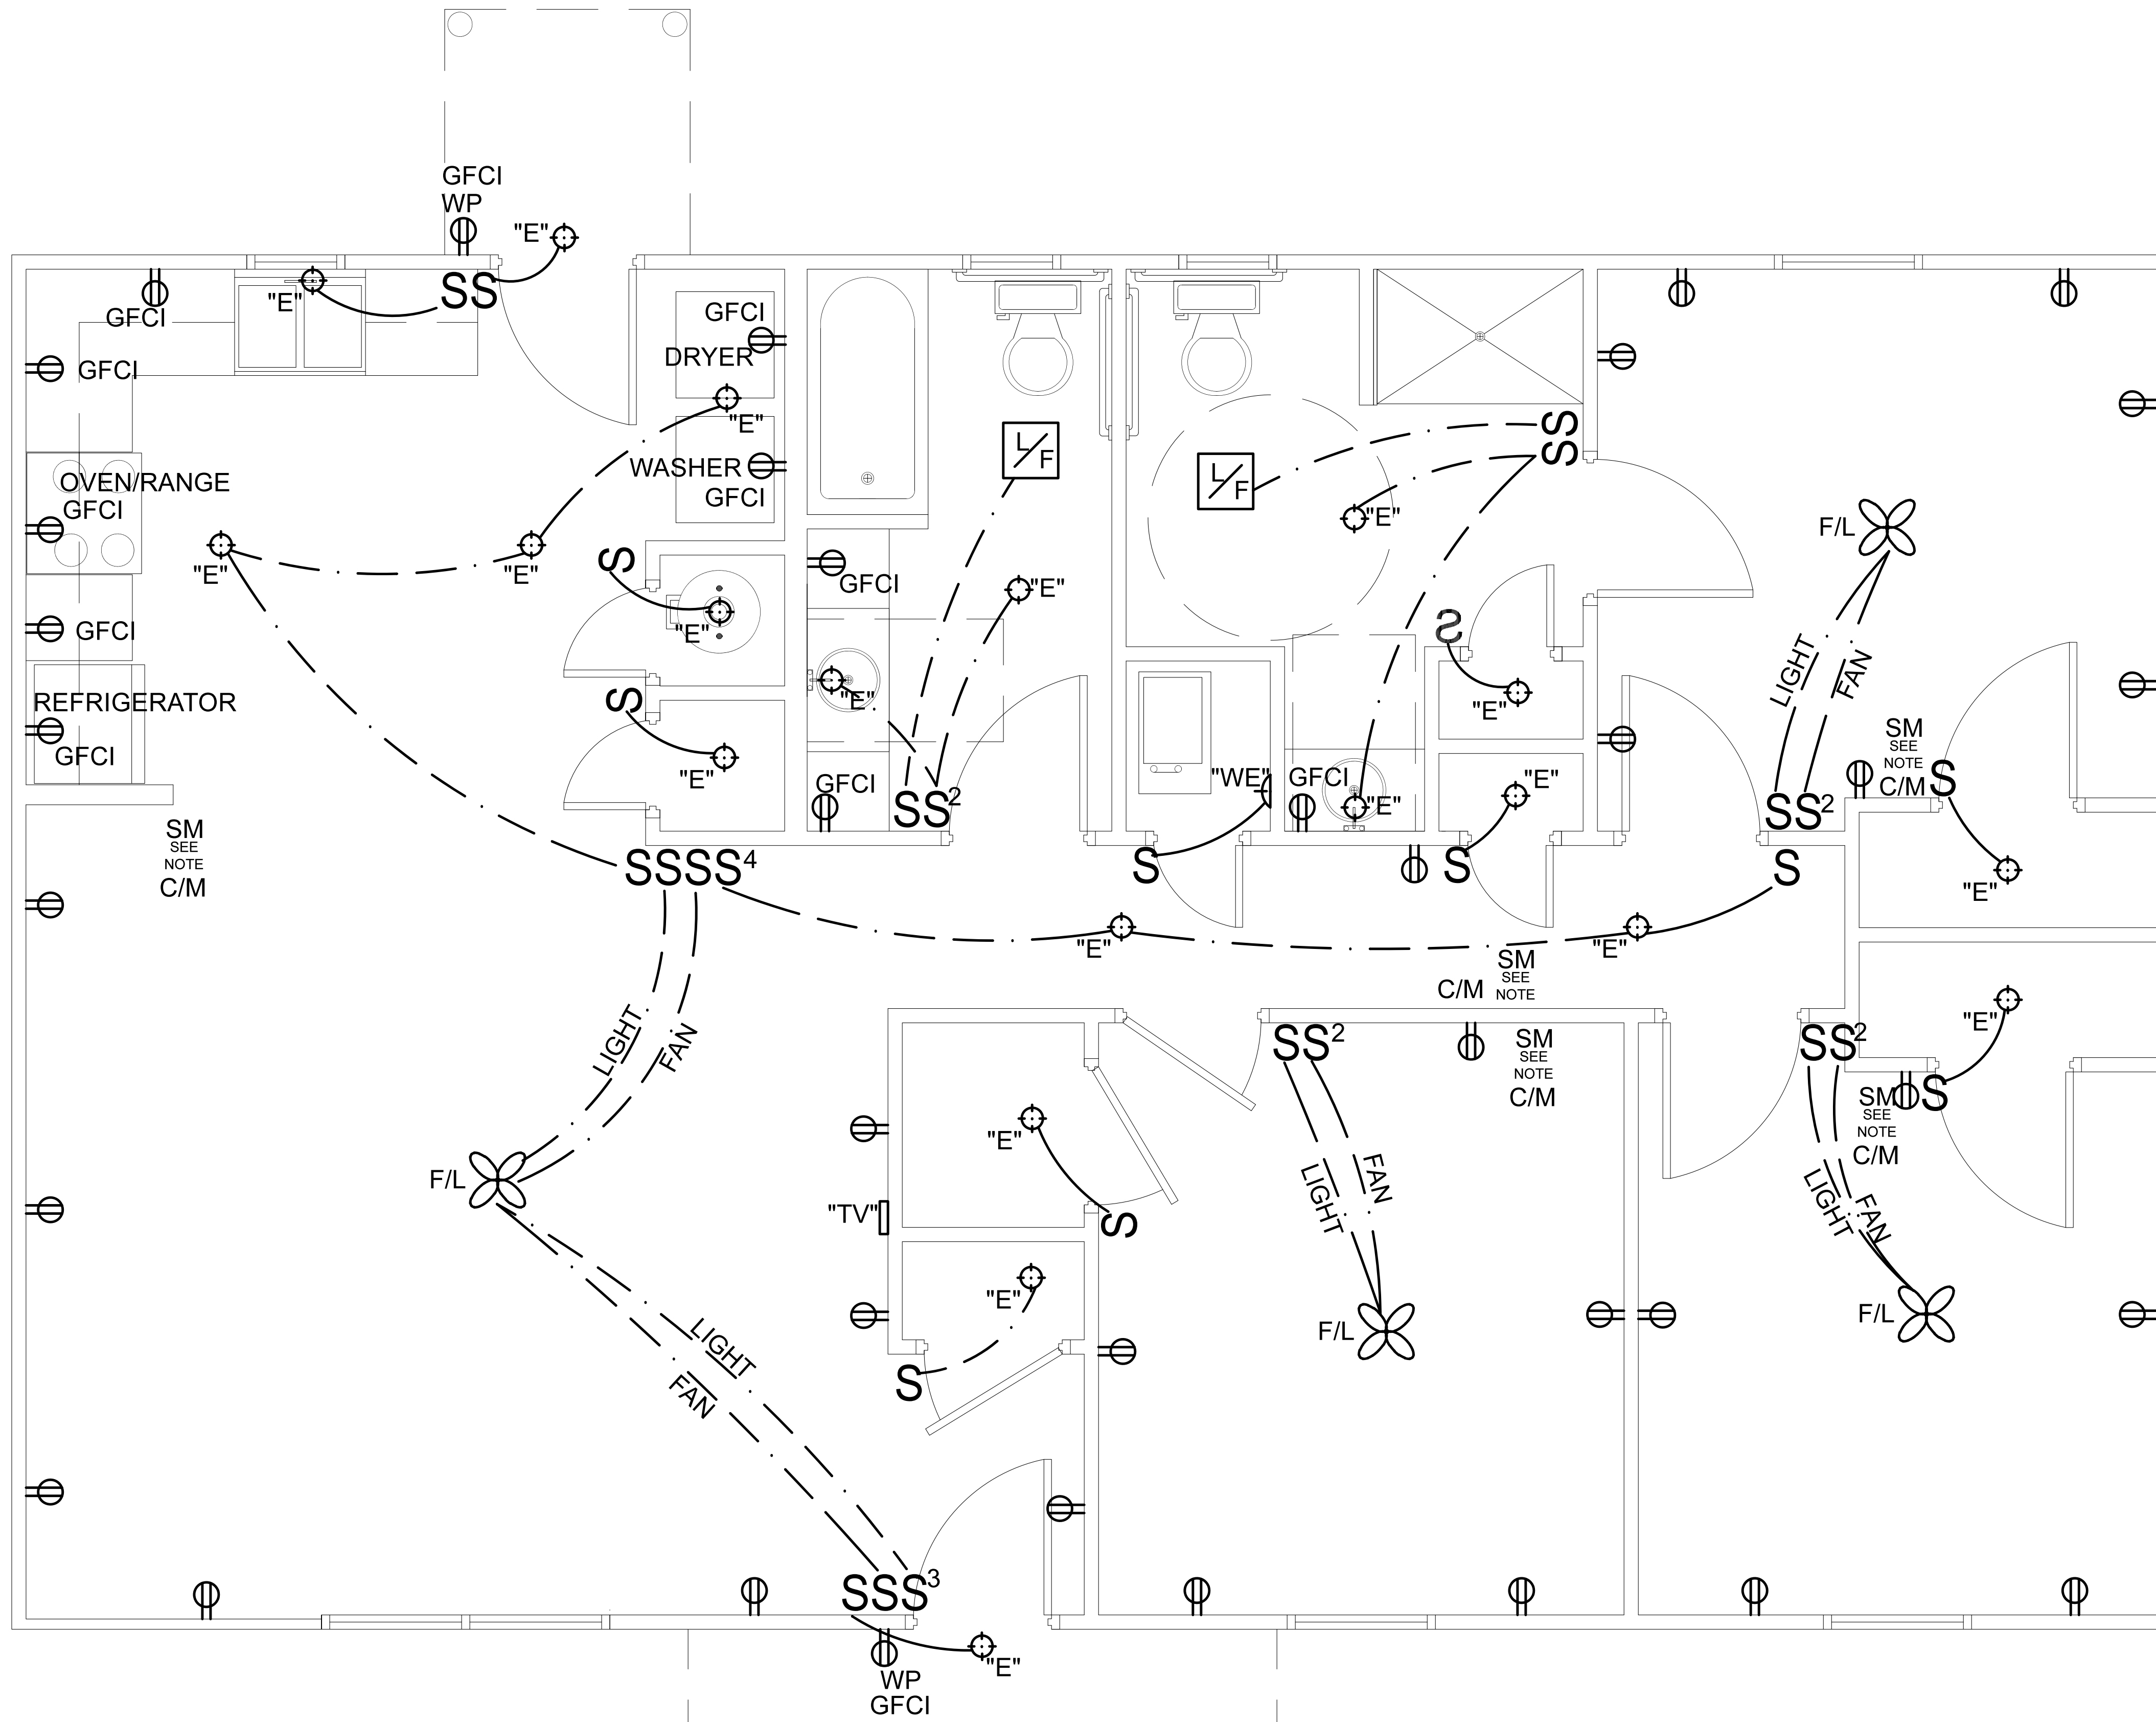 GFCI
WP
"E"
SS
"E"
GFCI
GFCI
OVEN/RANGE
GFCI
"E"
"E"
GFCI
REFRIGERATOR
GFCI
GFCI
DRYER
"E"
WASHER
GFCI
S
"E"
S
"E"
L/F
GFCI
"E"
"E"
GFCI
SS2
L/F
SS
"E"
S
"E"
"WE"
GFCI
"E"
"E"
S
S
F/L
LIGHT
FAN
SS2
S
SM
SEE
NOTE
C/M
S
"E"
SM
SEE
NOTE
C/M
SSSS4
"E"
"E"
C/M
SM
SEE
NOTE
LIGHT
FAN
F/L
"E"
S
"TV"
"E"
S
SS2
SM
SEE
NOTE
C/M
LIGHT
FAN
F/L
SS2
"E"
S
SM
SEE
NOTE
C/M
LIGHT
FAN
F/L
LIGHT
FAN
SSS3
"E"
WP
GFCI